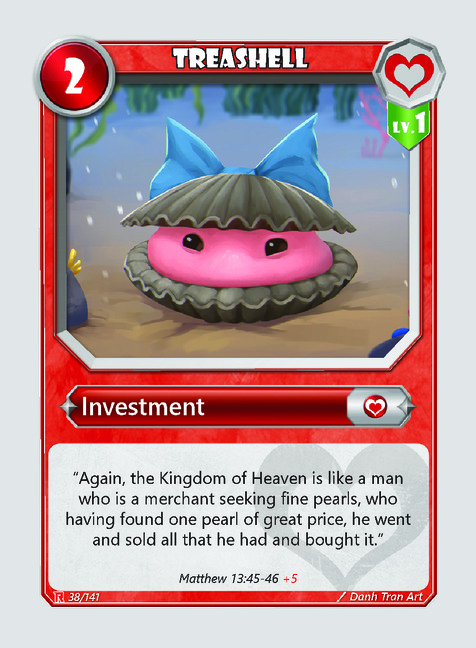 TREASHELL
2
LV.1
Investment
“Again, the Kingdom of Heaven is like a man
who is a merchant seeking fine pearls, who
having found one pearl of great price, he went
and sold all that he had and bought it.”
Matthew 13:45-46 +5
R 38/141
Danh Tran Art